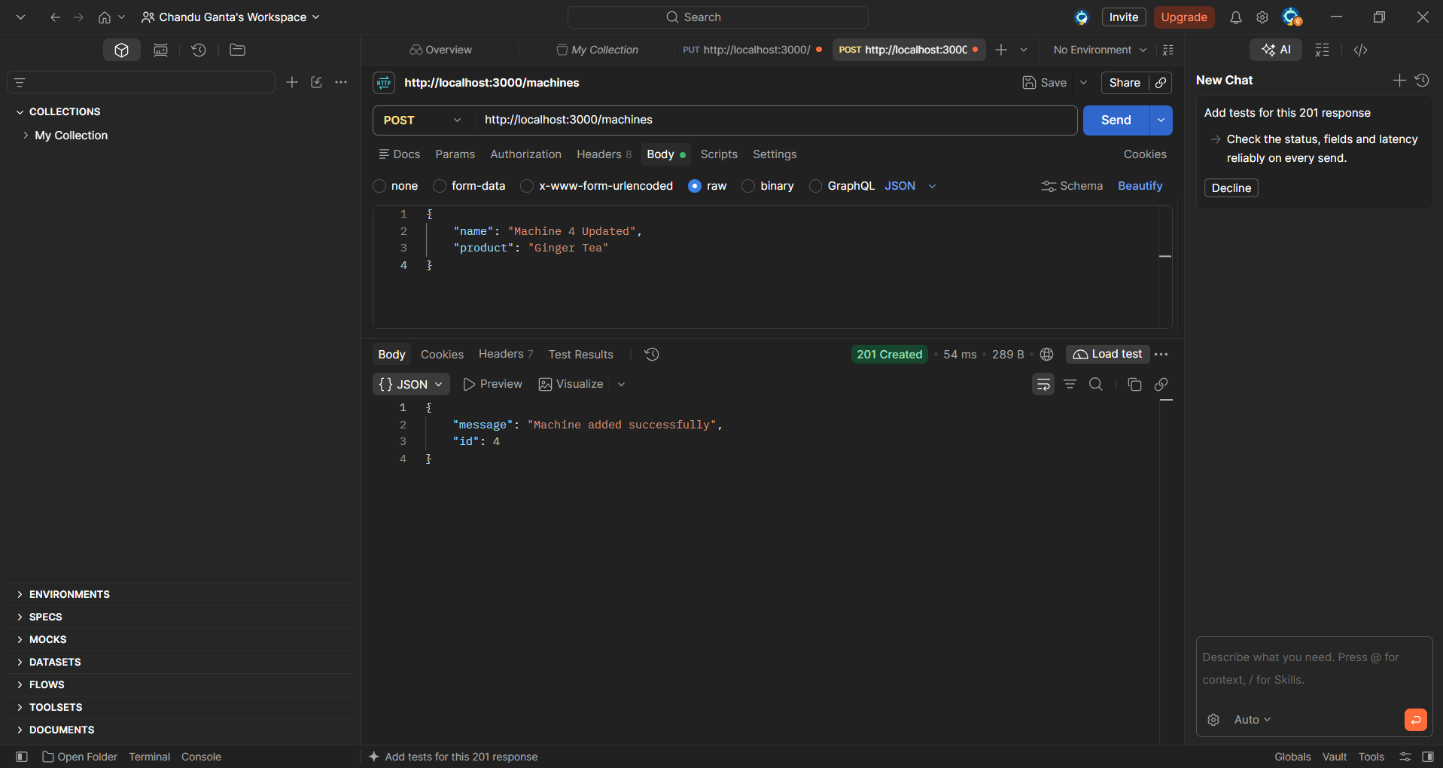 Chandu Ganta's Workspace
Search
Invite
Upgrade
Overview
My Collection
PUT http://localhost:3000/
POST http://localhost:3000
No Environment
AI
COLLECTIONS
My Collection
http://localhost:3000/machines
Save
Share
POST
http://localhost:3000/machines
Send
Docs
Params
Authorization
Headers 8
Body
Scripts
Settings
Cookies
none
form-data
x-www-form-urlencoded
raw
binary
GraphQL
JSON
Schema
Beautify
1 {
2 "name": "Machine 4 Updated",
3 "product": "Ginger Tea"
4 }
Body
Cookies
Headers 7
Test Results
201 Created
54 ms
289 B
Load test
{} JSON
Preview
Visualize
1 {
2 "message": "Machine added successfully",
3 "id": 4
4 }
New Chat
Add tests for this 201 response
→ Check the status, fields and latency
reliably on every send.
Decline
Describe what you need. Press @ for
context, / for Skills.
Auto
ENVIRONMENTS
SPECS
MOCKS
DATASETS
FLOWS
TOOLSETS
DOCUMENTS
Open Folder
Terminal
Console
Add tests for this 201 response
Globals
Vault
Tools